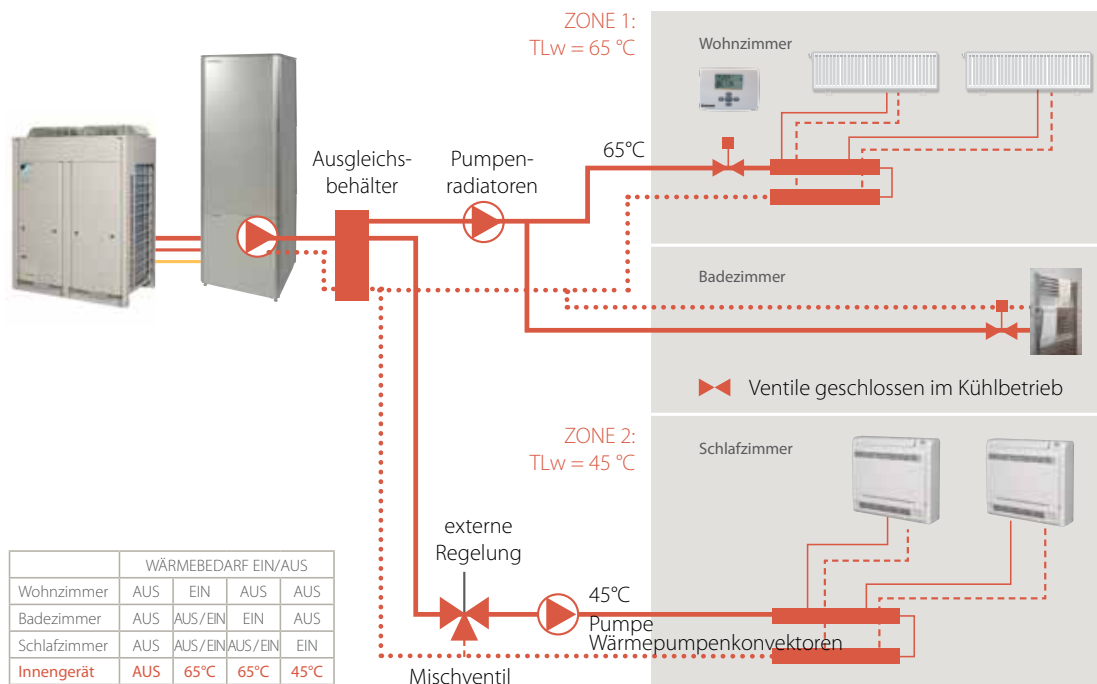 ZONE 1:
TLw = 65 °C
Wohnzimmer
65°C
Ausgleichs-
behälter
Pumpen-
radiatoren
Badezimmer
Ventile geschlossen im Kühlbetrieb
ZONE 2:
TLw = 45 °C
Schlafzimmer
externe
Regelung
45°C
Pumpe
Wärmepumpenkonvektoren
Mischventil
WÄRMEBEDARF EIN/AUS
Wohnzimmer AUS EIN AUS AUS
Badezimmer AUS AUS/EIN EIN AUS
Schlafzimmer AUS AUS/EIN AUS/EIN EIN
Innengerät AUS 65°C 65°C 45°C